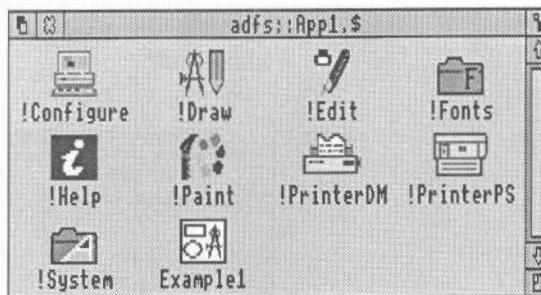 adfs::App1.$
!Configure !Draw !Edit !Fonts
!Help !Paint !PrinterDM !PrinterPS
!System Example1